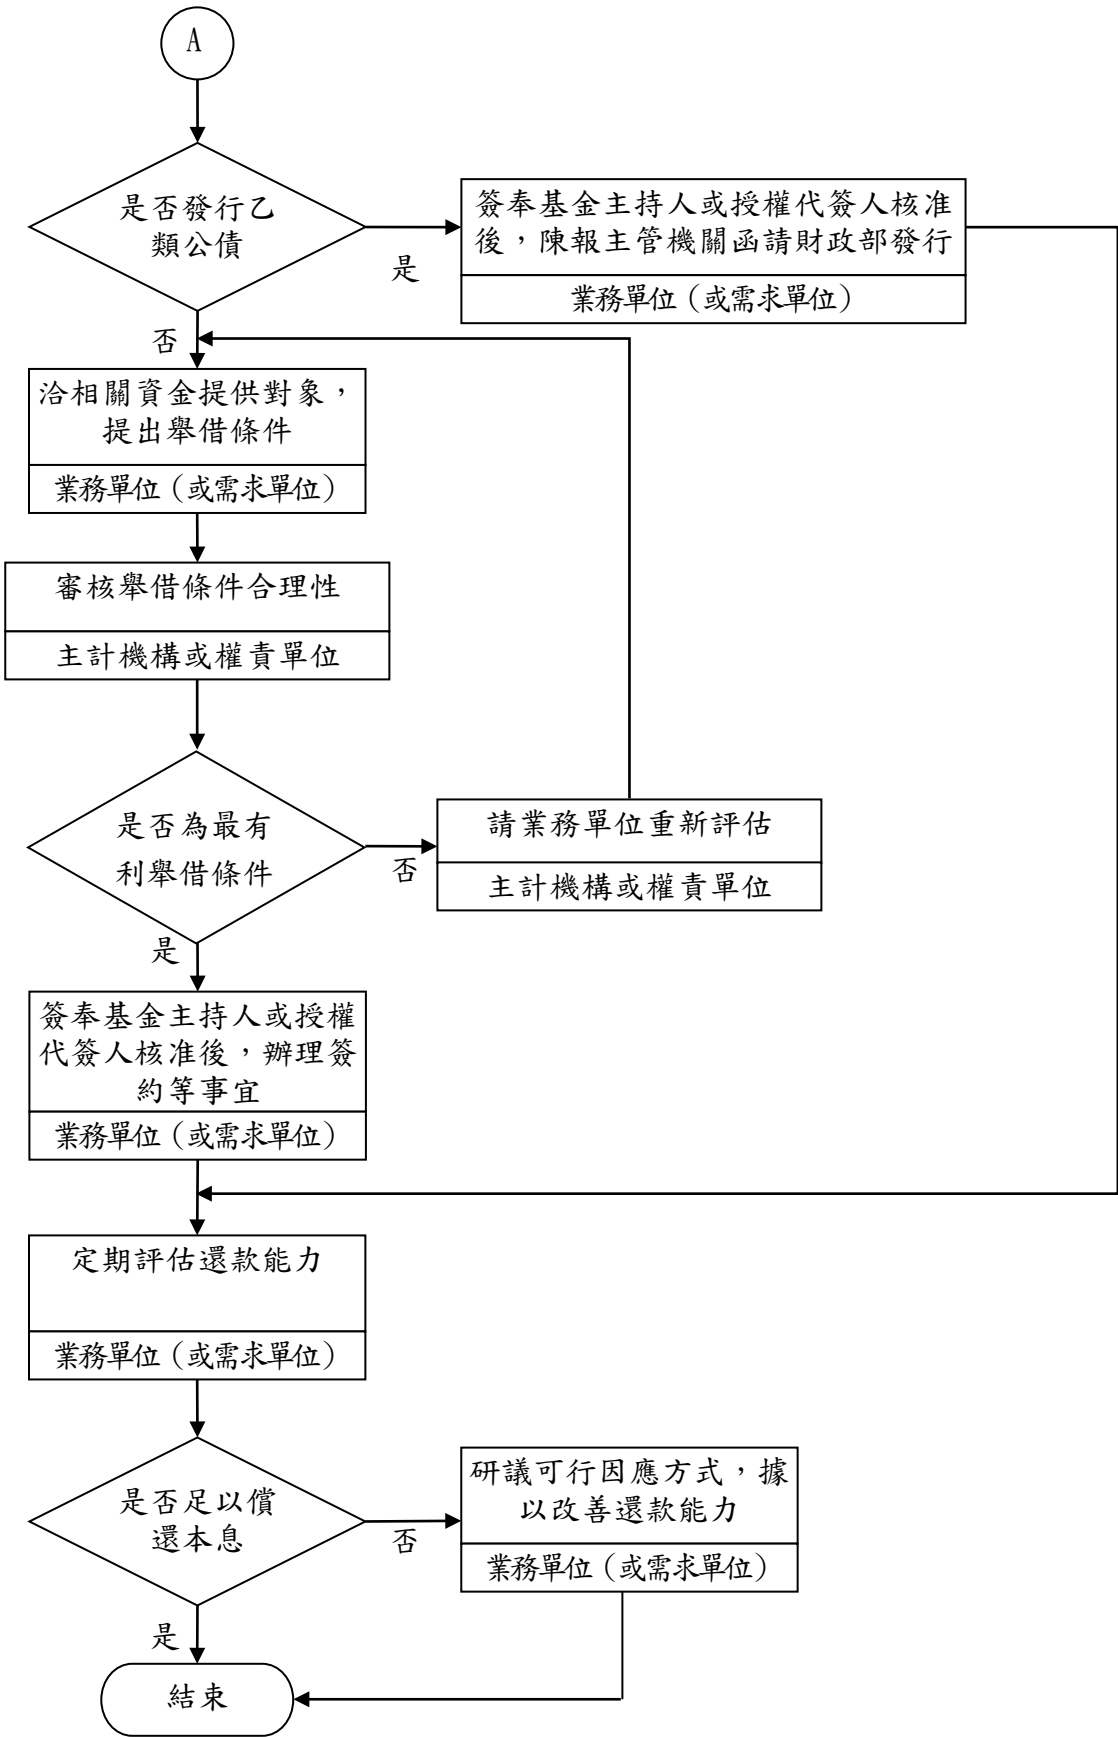 A
是否發行乙
類公債
簽奉基金主持人或授權代簽人核准
後，陳報主管機關函請財政部發行
是
業務單位（或需求單位）
否
洽相關資金提供對象，
提出舉借條件
業務單位（或需求單位）
審核舉借條件合理性
主計機構或權責單位
是否為最有
利舉借條件
否
請業務單位重新評估
主計機構或權責單位
是
簽奉基金主持人或授權
代簽人核准後，辦理簽
約等事宜
業務單位（或需求單位）
定期評估還款能力
業務單位（或需求單位）
是否足以償
還本息
否
研議可行因應方式，據
以改善還款能力
業務單位（或需求單位）
是
結束